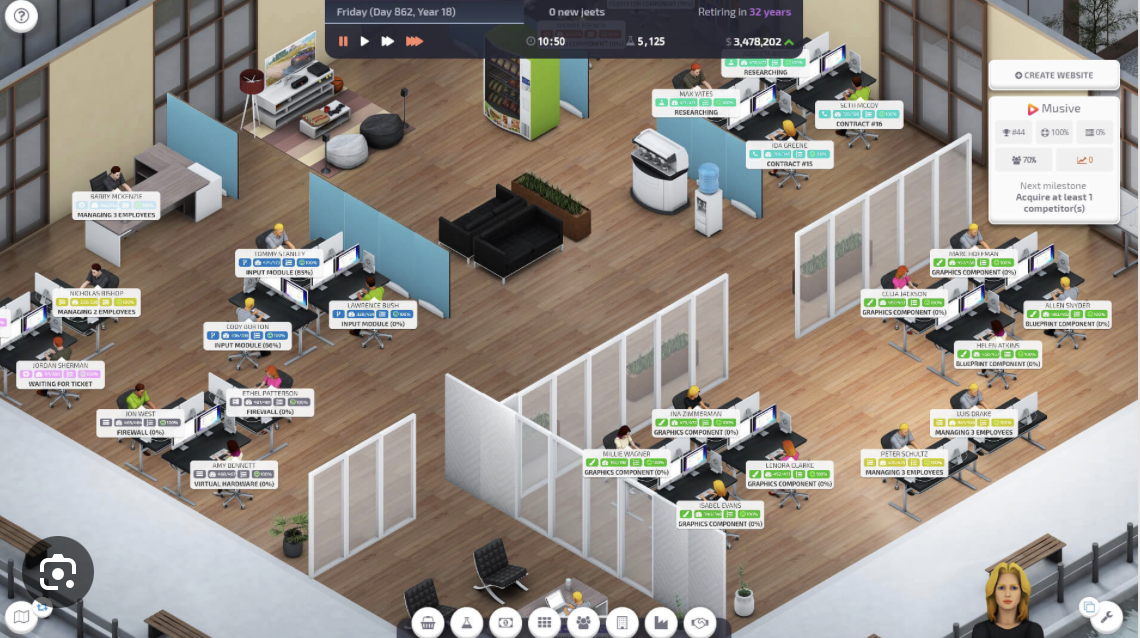 Friday (Day 862, Year 18)
0 new jeets
Retiring in 32 years
10:50
5,125
$ 3,478,202
CREATE WEBSITE
Musive
#44
100%
0%
70%
0
Next milestone
Acquire at least 1
competitor(s)
RESEARCHING
MAX YATES
RESEARCHING
SETH MCCOY
CONTRACT #16
IDA GREENE
CONTRACT #15
BARRY MCKENZIE
MANAGING 3 EMPLOYEES
TOMMY STANLEY
INPUT MODULE (85%)
NICHOLAS BISHOP
MANAGING 2 EMPLOYEES
LAWRENCE BUSH
INPUT MODULE (0%)
CODY BURTON
INPUT MODULE (66%)
JORDAN SHERMAN
WAITING FOR TICKET
ETHEL PATTERSON
FIREWALL (0%)
JON WEST
FIREWALL (0%)
AMY BENNETT
VIRTUAL HARDWARE (0%)
MARC HOFFMAN
GRAPHICS COMPONENT (0%)
CELIA JACKSON
GRAPHICS COMPONENT (0%)
ALLEN SNYDER
BLUEPRINT COMPONENT (0%)
HELEN ATKINS
BLUEPRINT COMPONENT (0%)
INA ZIMMERMAN
GRAPHICS COMPONENT (0%)
LUIS DRAKE
MANAGING 3 EMPLOYEES
MILLIE WAGNER
GRAPHICS COMPONENT (0%)
LENORA CLARKE
GRAPHICS COMPONENT (0%)
PETER SCHULTZ
MANAGING 3 EMPLOYEES
ISABEL EVANS
GRAPHICS COMPONENT (0%)